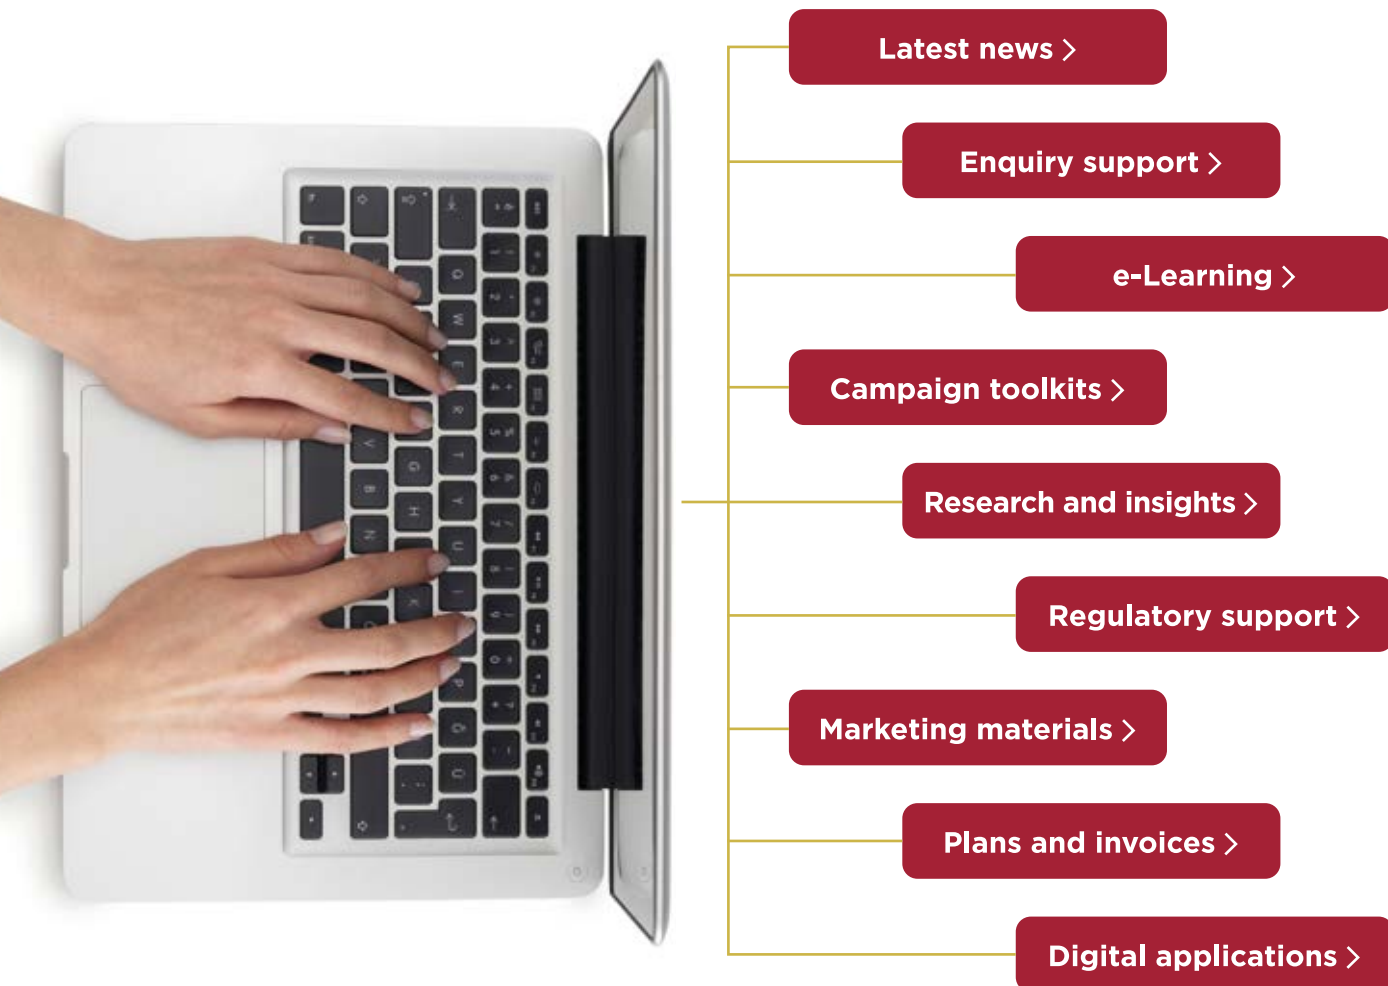 Latest news >
Enquiry support >
e-Learning >
Campaign toolkits >
Research and insights >
Regulatory support >
Marketing materials >
Plans and invoices >
Digital applications >